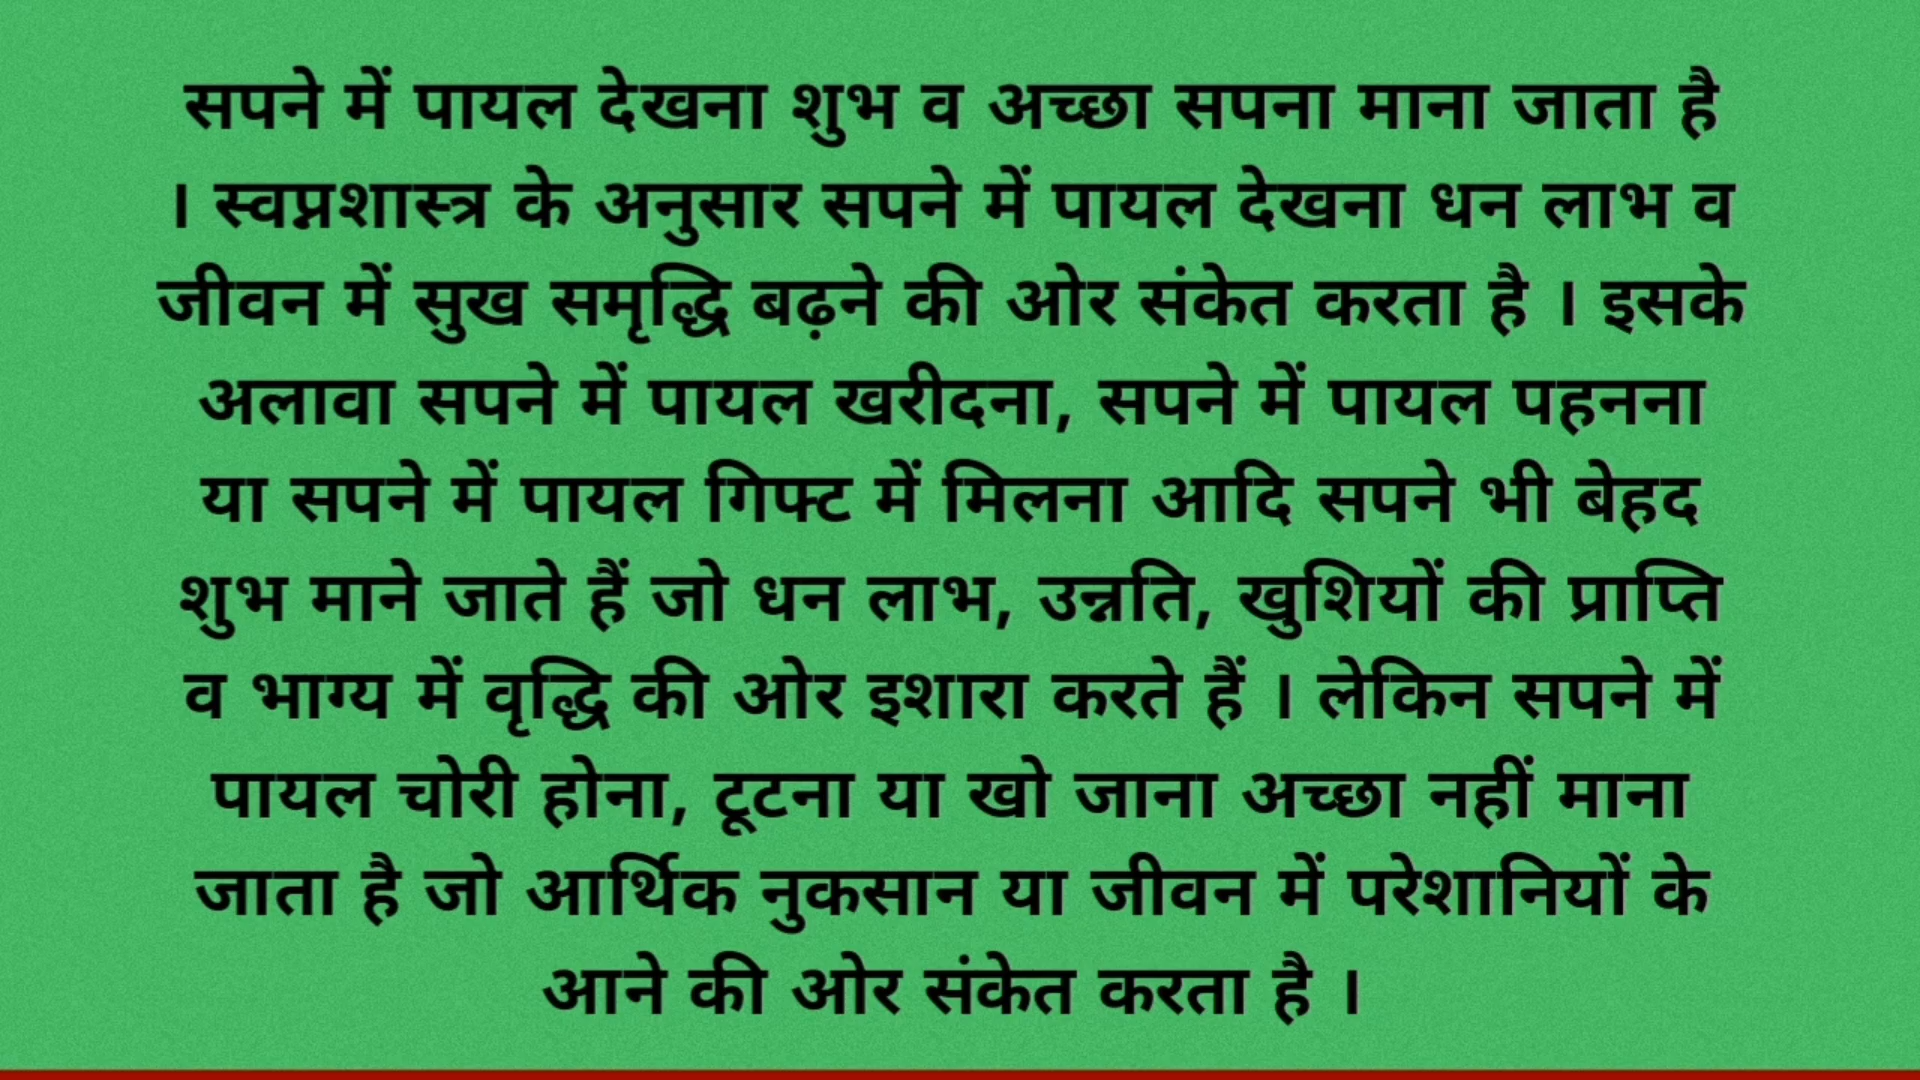 सपने में पायल देखना शुभ व अच्छा सपना माना जाता है
। स्वप्नशास्त्र के अनुसार सपने में पायल देखना धन लाभ व
जीवन में सुख समृद्धि बढ़ने की ओर संकेत करता है । इसके
अलावा सपने में पायल खरीदना, सपने में पायल पहनना
या सपने में पायल गिफ्ट में मिलना आदि सपने भी बेहद
शुभ माने जाते हैं जो धन लाभ, उन्नति, खुशियों की प्राप्ति
व भाग्य में वृद्धि की ओर इशारा करते हैं । लेकिन सपने में
पायल चोरी होना, टूटना या खो जाना अच्छा नहीं माना
जाता है जो आर्थिक नुकसान या जीवन में परेशानियों के
आने की ओर संकेत करता है ।